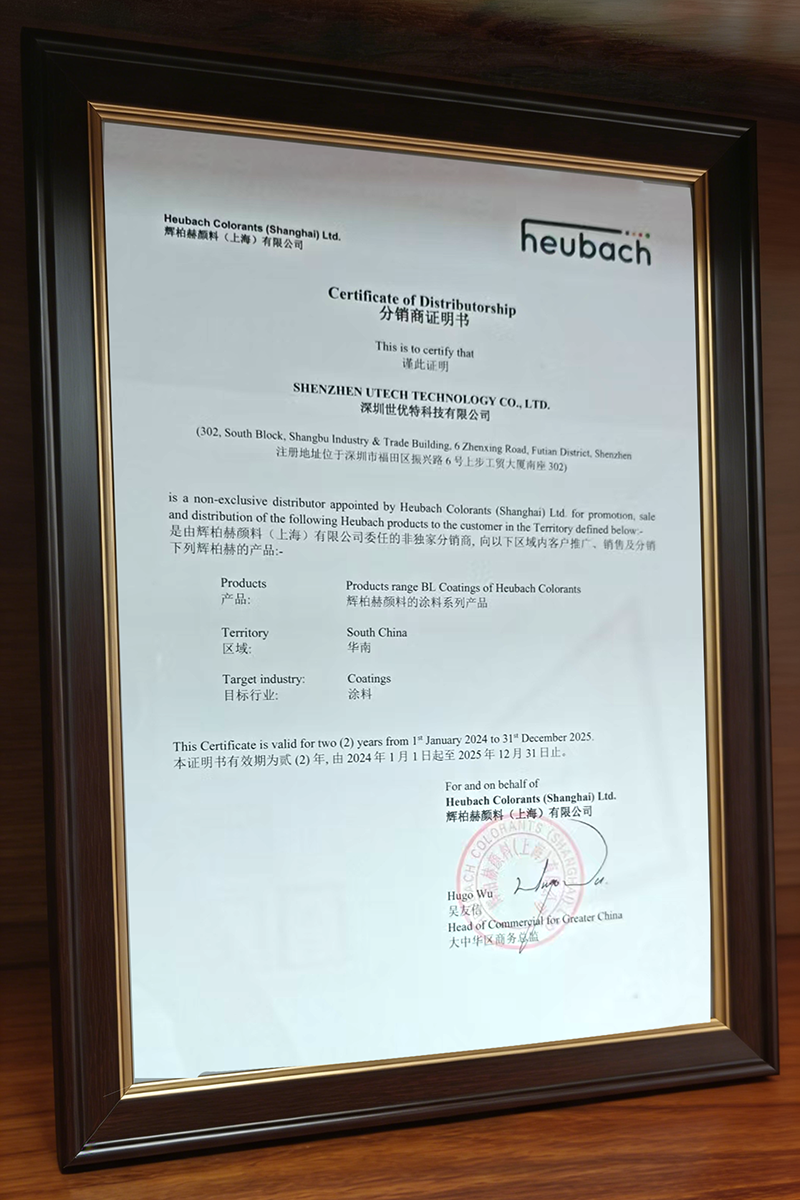 Heubach Colorants (Shanghai) Ltd.
辉柏赫颜料（上海）有限公司
heubach
Certificate of Distributorship
分销商证明书
This is to certify that
谨此证明
SHENZHEN UTECH TECHNOLOGY CO., LTD.
深圳世优特科技有限公司
(302, South Block, Shangbu Industry & Trade Building, 6 Zhenxing Road, Futian District, Shenzhen
注册地址位于深圳市福田区振兴路 6 号上步工贸大厦南座 302)
is a non-exclusive distributor appointed by Heubach Colorants (Shanghai) Ltd. for promotion, sale
and distribution of the following Heubach products to the customer in the Territory defined below:-
是由辉柏赫颜料（上海）有限公司委任的非独家分销商, 向以下区域内客户推广、销售及分销
下列辉柏赫的产品:-
Products Products range BL Coatings of Heubach Colorants
产品: 辉柏赫颜料的涂料系列产品
Territory South China
区域: 华南
Target industry: Coatings
目标行业: 涂料
This Certificate is valid for two (2) years from 1st January 2024 to 31st December 2025.
本证明书有效期为贰 (2) 年, 由 2024 年 1 月 1 日起至 2025 年 12 月 31 日止。
For and on behalf of
Heubach Colorants (Shanghai) Ltd.
辉柏赫颜料（上海）有限公司
Hugo Wu
吴友信
Head of Commercial for Greater China
大中华区商务总监